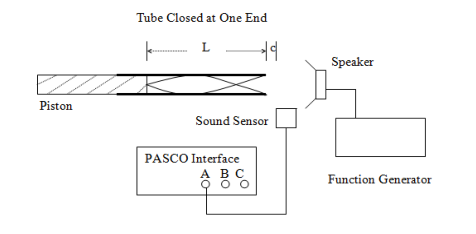 Tube Closed at One End
L
c
Speaker
Piston
Sound Sensor
PASCO Interface
A B C
Function Generator